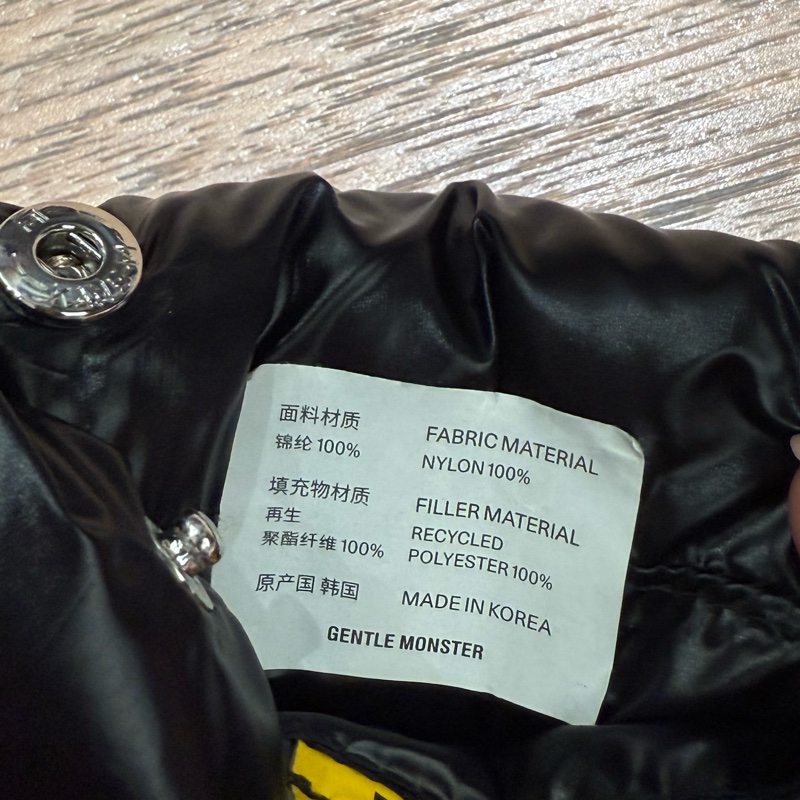 面料材质
锦纶 100%
填充物材质
再生
聚酯纤维 100%
原产国 韩国
FABRIC MATERIAL
NYLON 100%
FILLER MATERIAL
RECYCLED
POLYESTER 100%
MADE IN KOREA
GENTLE MONSTER